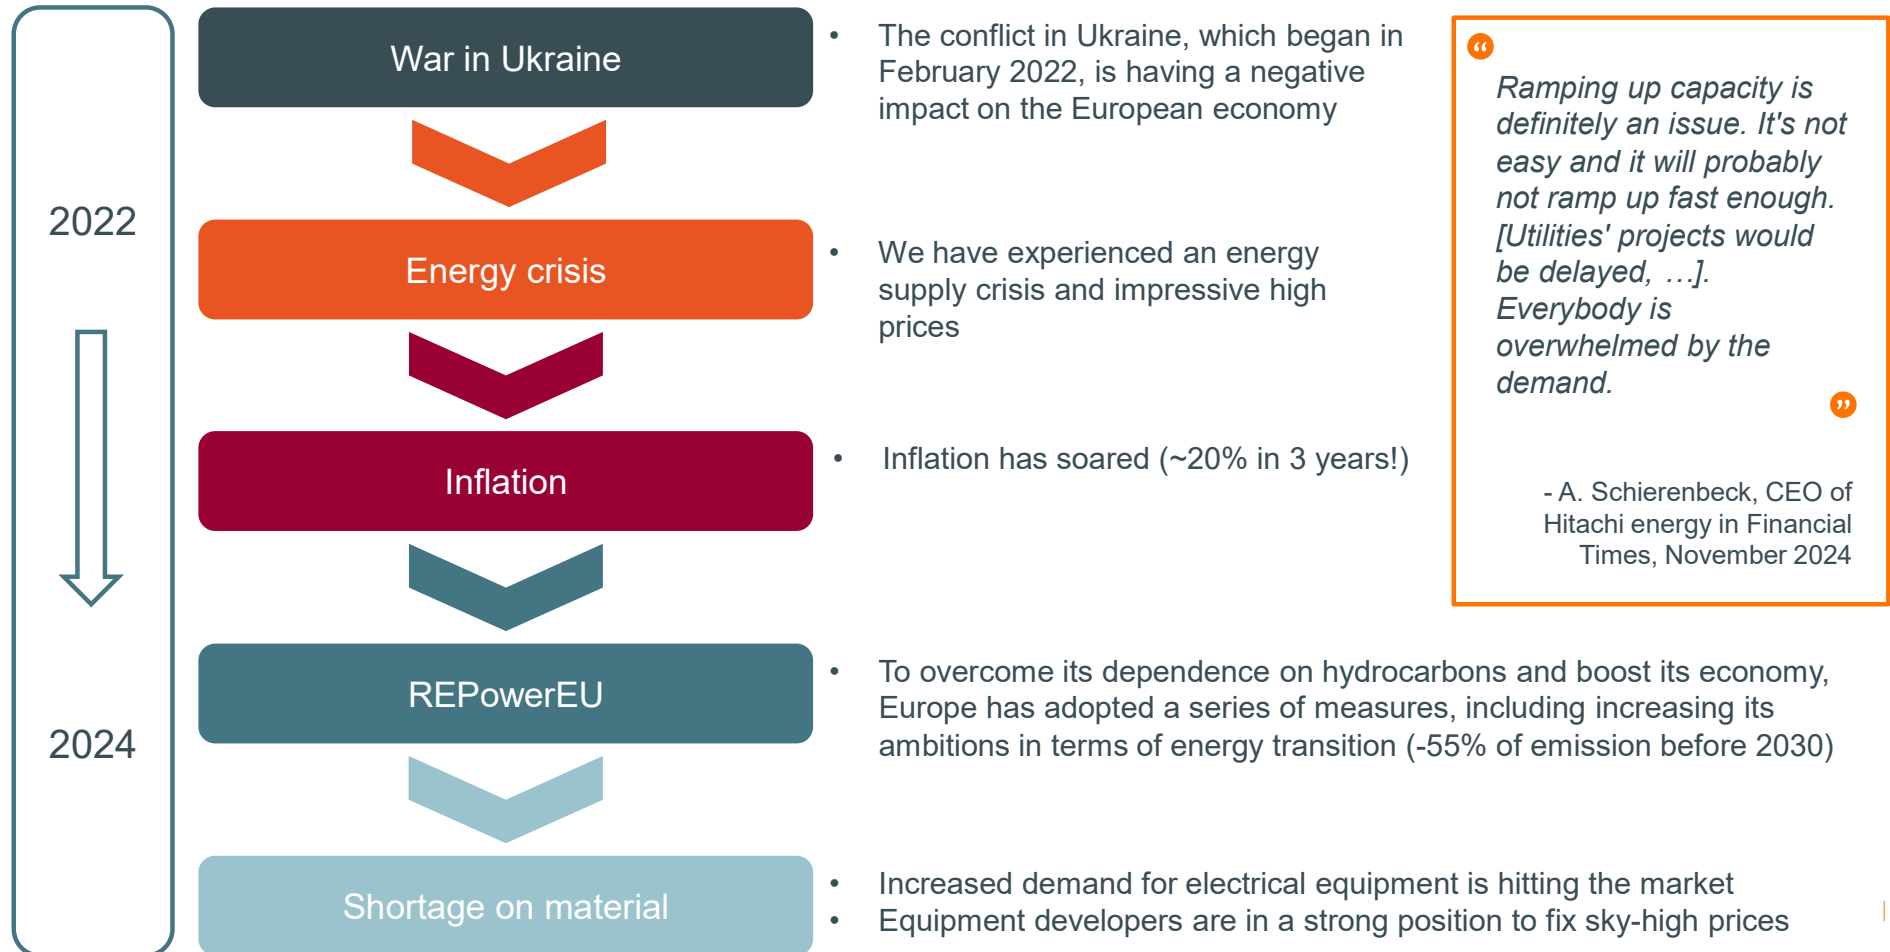 2022
2024
War in Ukraine
• The conflict in Ukraine, which began in
February 2022, is having a negative
impact on the European economy
Energy crisis
• We have experienced an energy
supply crisis and impressive high
prices
Inflation
• Inflation has soared (~20% in 3 years!)
REPowerEU
• To overcome its dependence on hydrocarbons and boost its economy,
Europe has adopted a series of measures, including increasing its
ambitions in terms of energy transition (-55% of emission before 2030)
Shortage on material
• Increased demand for electrical equipment is hitting the market
• Equipment developers are in a strong position to fix sky-high prices
“
Ramping up capacity is
definitely an issue. It's not
easy and it will probably
not ramp up fast enough.
[Utilities' projects would
be delayed, …].
Everybody is
overwhelmed by the
demand.
”
- A. Schierenbeck, CEO of
Hitachi energy in Financial
Times, November 2024